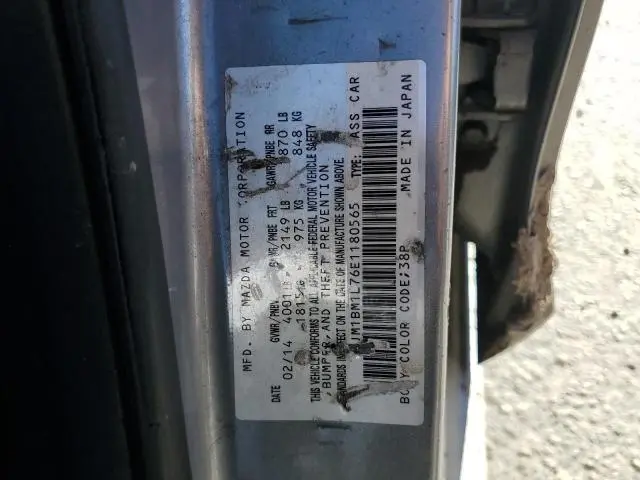 MFD. BY MAZDA MOTOR CORPORATION
DATE GVWR/PNBV GAWR/PNBE FRT GAWR/PNBE RR
02/14 4001LB 2149 LB 1870 LB
1815KG 975 KG 848 KG
THIS VEHICLE CONFORMS TO ALL APPLICABLE FEDERAL MOTOR VEHICLE SAFETY
BUMPER, AND THEFT PREVENTION
STANDARDS IN EFFECT ON THE DATE OF MANUFACTURE SHOWN ABOVE.
JM1BM1L76E1180565 TYPE: ASS CAR
BODY COLOR CODE:38P MADE IN JAPAN